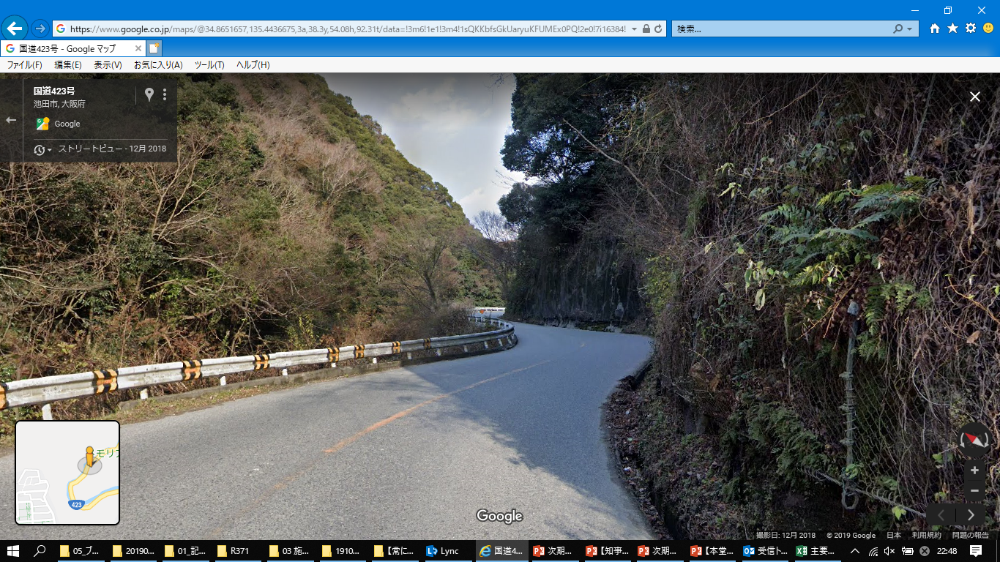 https://www.google.co.jp/maps/@34.8651657,135.4436675,3a,38.3y,54.08h,92.31t/data=!3m6!1e1!3m4!1sQKKbfsGkUaryuKFUMEx0PQ!2e0!7i16384!
検索...
国道423号 - Google マップ
ファイル(F) 編集(E) 表示(V) お気に入り(A) ツール(T) ヘルプ(H)
国道423号
池田市, 大阪府
Google
ストリートビュー - 12月 2018
423
Google
撮影日: 12月 2018 © 2019 Google 日本 利用規約 問題の報告
05_ブ... 20190... 01_記... R371 03 施... 1910... 【常に... Lync 国道4... 次期... 【知事... 次期... 【本堂... 受信ト... 主要... 22:48